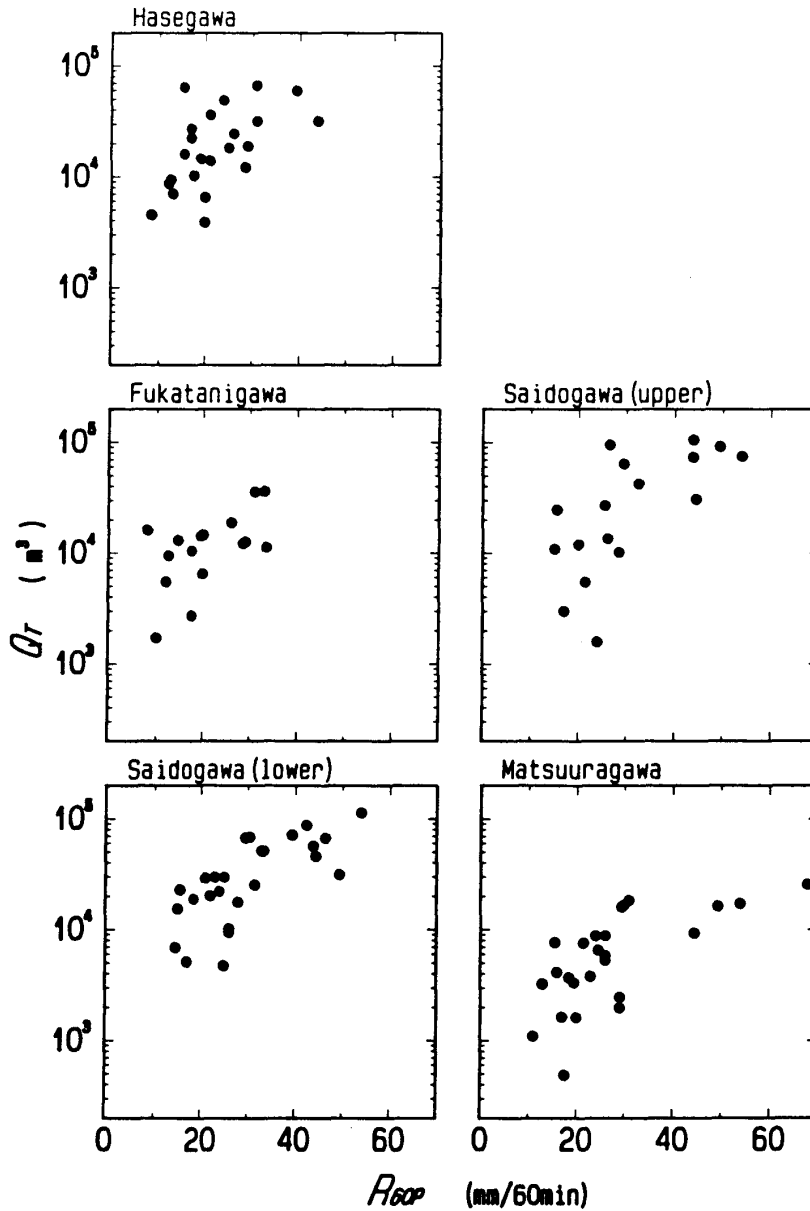 Hasegawa
10⁵
10⁴
10³
Fukatanigawa
Saidogawa (upper)
10⁵
10⁴
10³
Q_T (m³)
Saidogawa (lower)
Matsuuragawa
10⁵
10⁴
10³
0 20 40 60
0 20 40 60
R_60P (mm/60min)